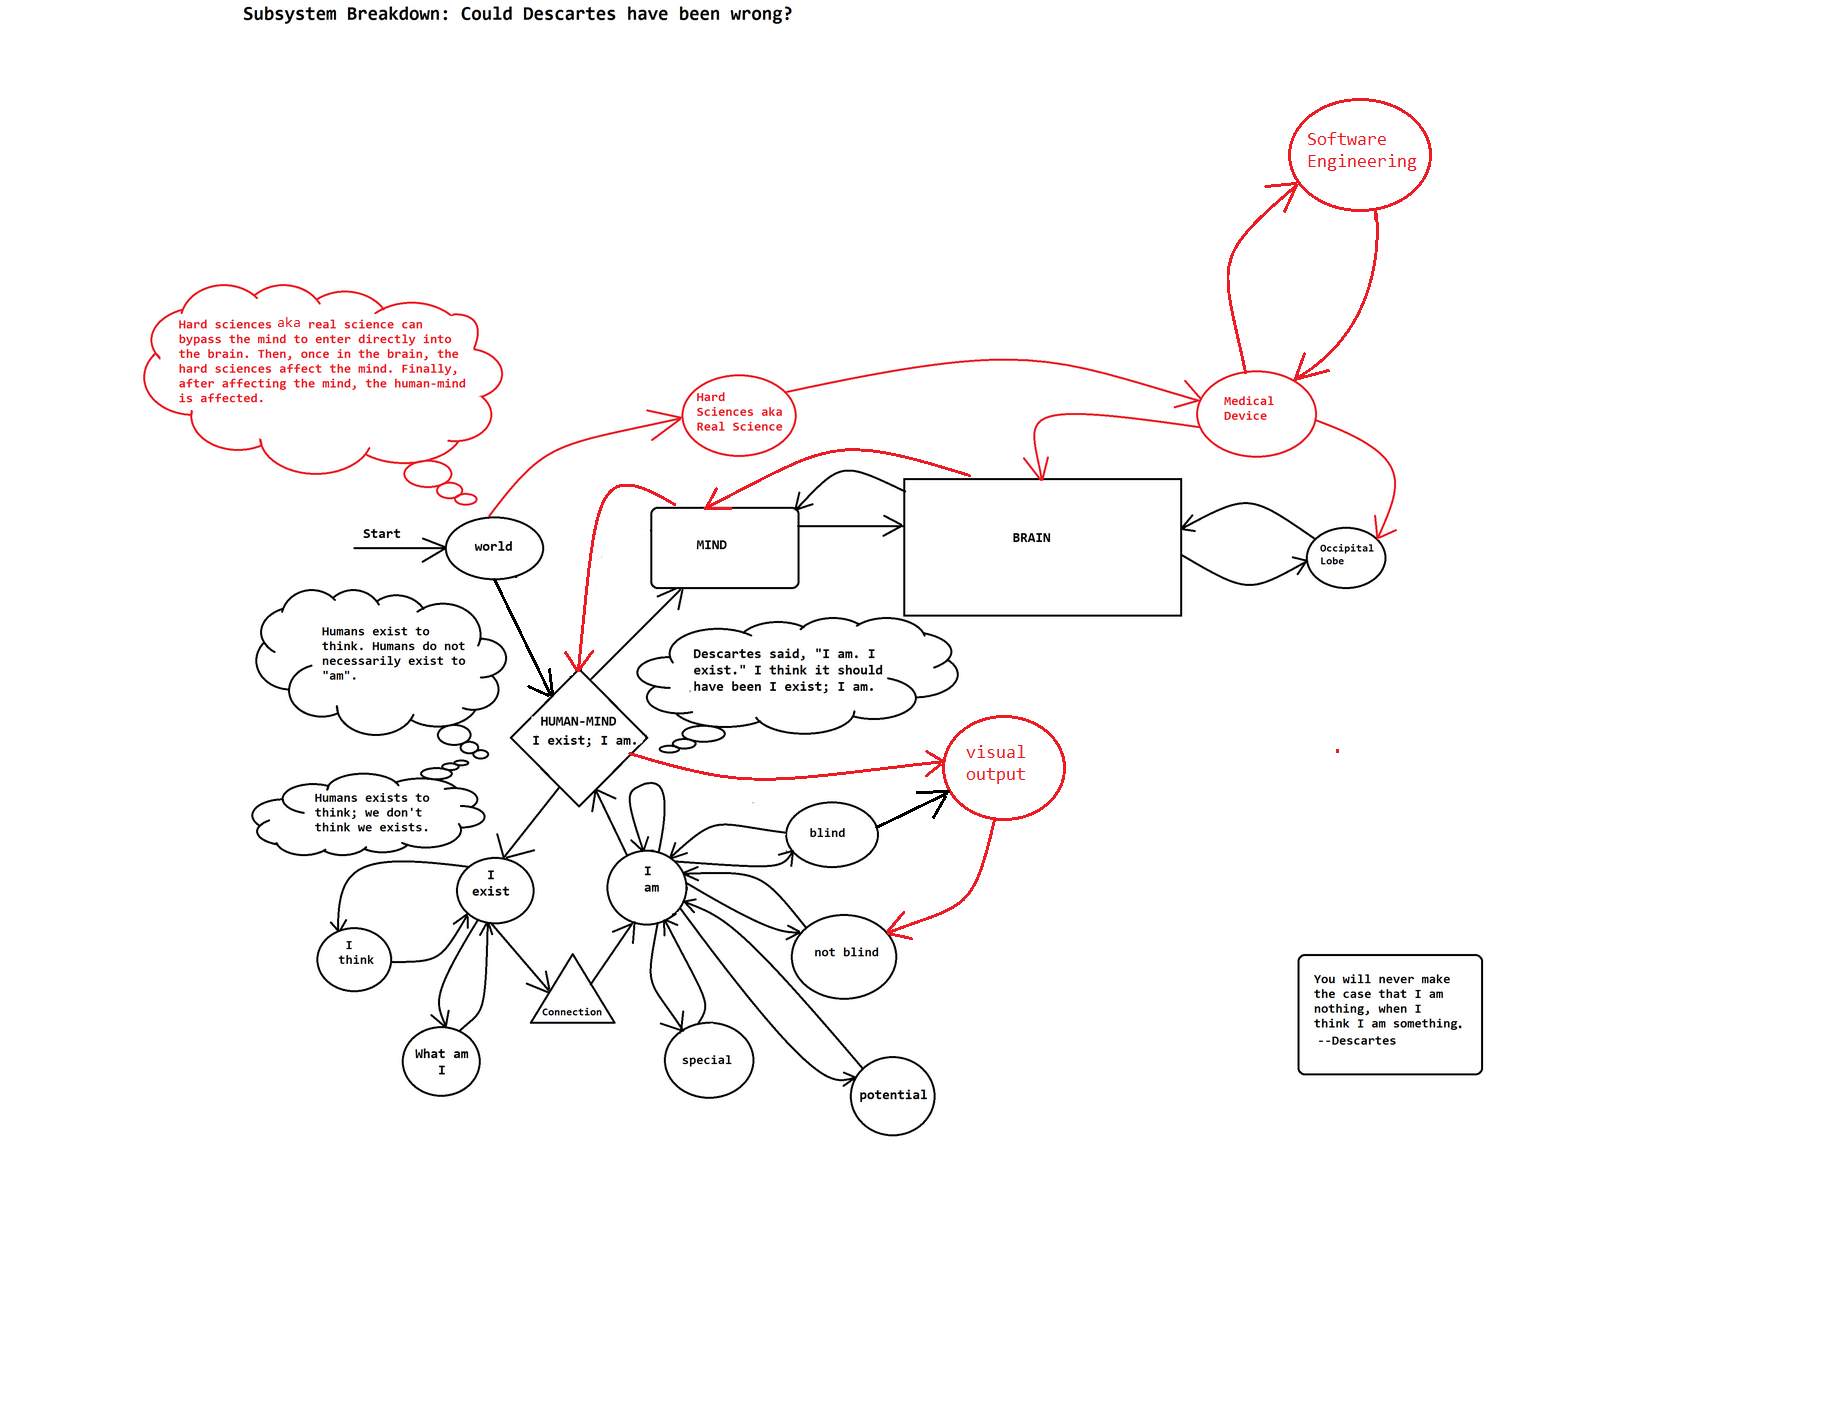 Subsystem Breakdown: Could Descartes have been wrong?
Software
Engineering
Hard sciences aka real science can
bypass the mind to enter directly into
the brain. Then, once in the brain, the
hard sciences affect the mind. Finally,
after affecting the mind, the human-mind
is affected.
Hard
Sciences aka
Real Science
Medical
Device
Start
world
MIND
BRAIN
Occipital
Lobe
Humans exist to
think. Humans do not
necessarily exist to
"am".
Descartes said, "I am. I
exist." I think it should
have been I exist; I am.
HUMAN-MIND
I exist; I am.
visual
output
Humans exists to
think; we don't
think we exists.
blind
I
exist
I
am
I
think
not blind
Connection
What am
I
special
potential
You will never make
the case that I am
nothing, when I
think I am something.
--Descartes